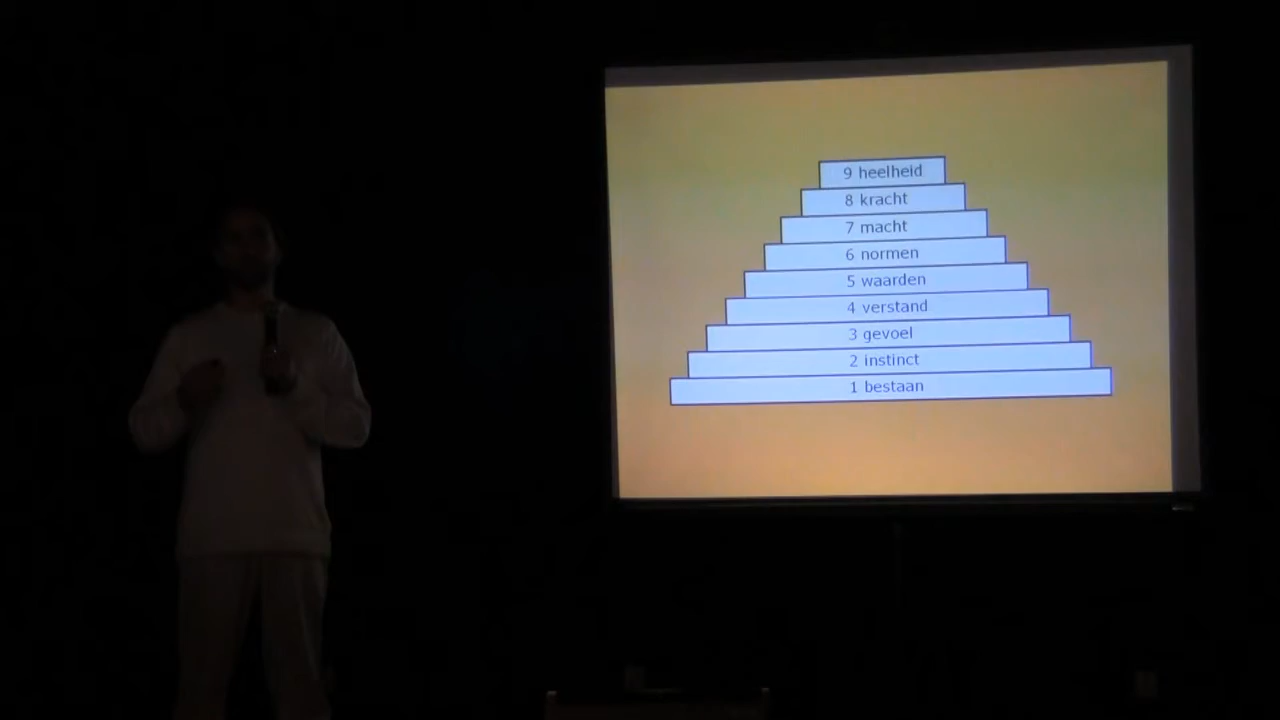 9 heelheid
8 kracht
7 macht
6 normen
5 waarden
4 verstand
3 gevoel
2 instinct
1 bestaan